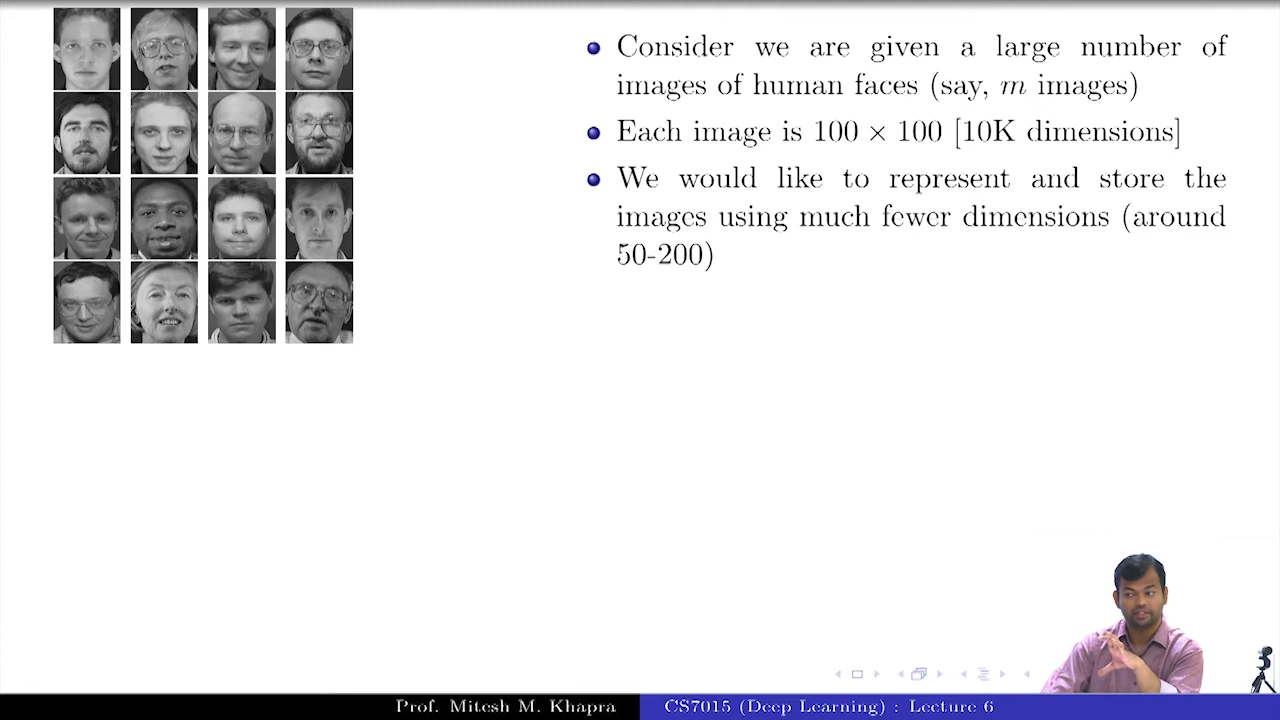 Consider we are given a large number of
images of human faces (say, m images)
Each image is 100 × 100 [10K dimensions]
We would like to represent and store the
images using much fewer dimensions (around
50-200)
Prof. Mitesh M. Khapra
CS7015 (Deep Learning) : Lecture 6